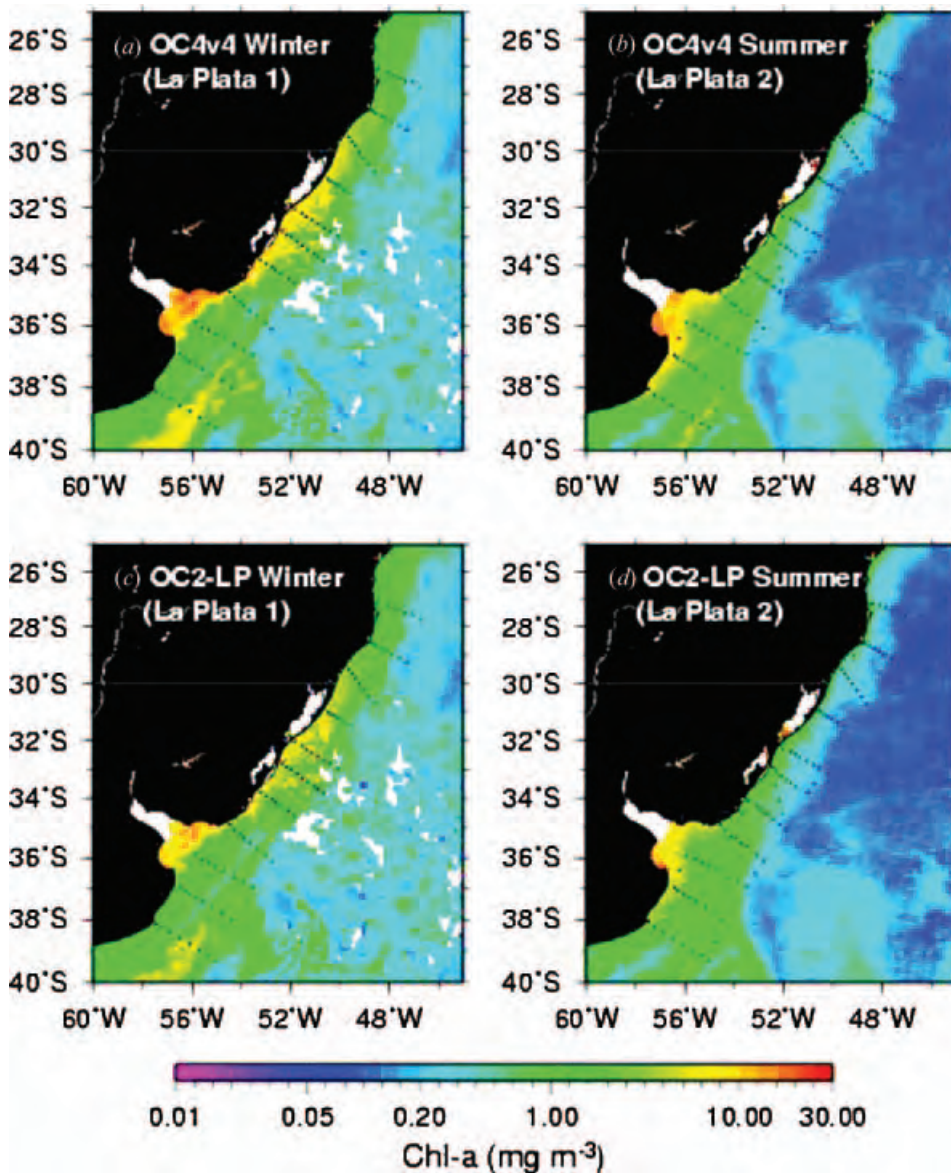 (a) OC4v4 Winter
(La Plata 1)
(b) OC4v4 Summer
(La Plata 2)
26°S
28°S
30°S
32°S
34°S
36°S
38°S
40°S
26°S
28°S
30°S
32°S
34°S
36°S
38°S
40°S
60°W 56°W 52°W 48°W
60°W 56°W 52°W 48°W
(c) OC2-LP Winter
(La Plata 1)
(d) OC2-LP Summer
(La Plata 2)
26°S
28°S
30°S
32°S
34°S
36°S
38°S
40°S
26°S
28°S
30°S
32°S
34°S
36°S
38°S
40°S
60°W 56°W 52°W 48°W
60°W 56°W 52°W 48°W
0.01 0.05 0.20 1.00 10.00 30.00
Chl-a (mg m⁻³)